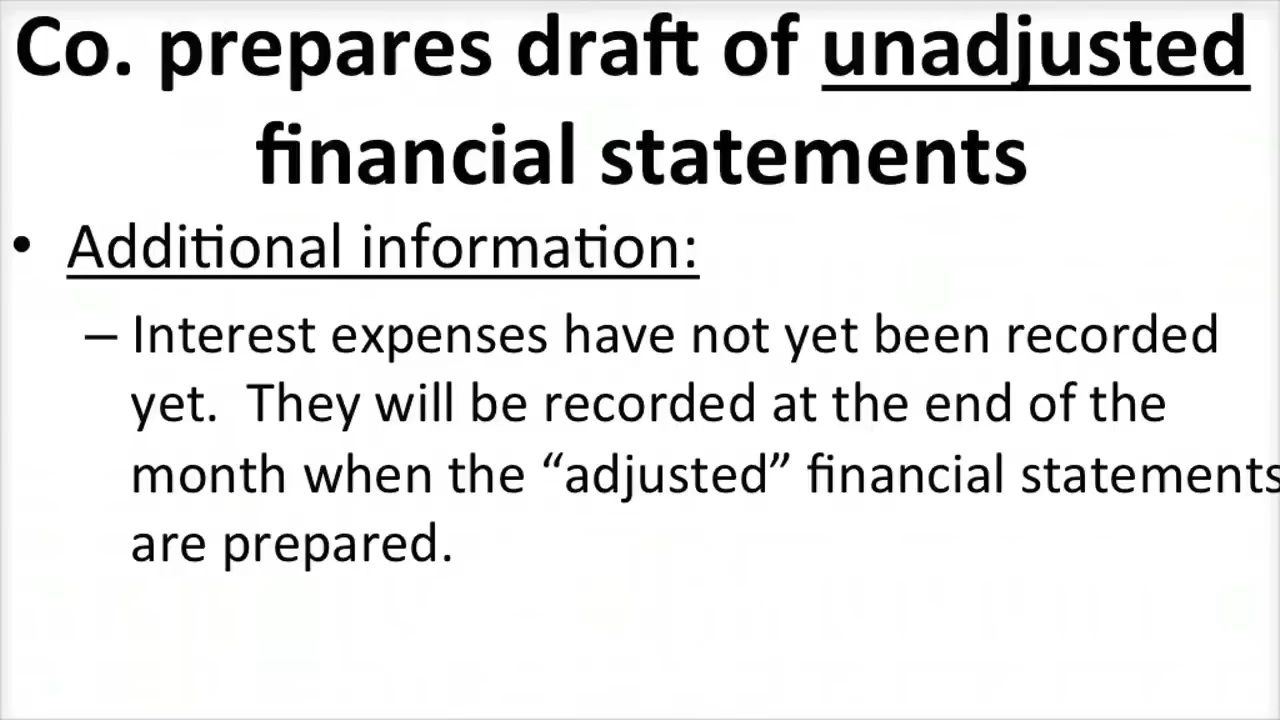 Co. prepares draft of unadjusted
financial statements
• Additional information:
– Interest expenses have not yet been recorded
yet.  They will be recorded at the end of the
month when the “adjusted” financial statements
are prepared.